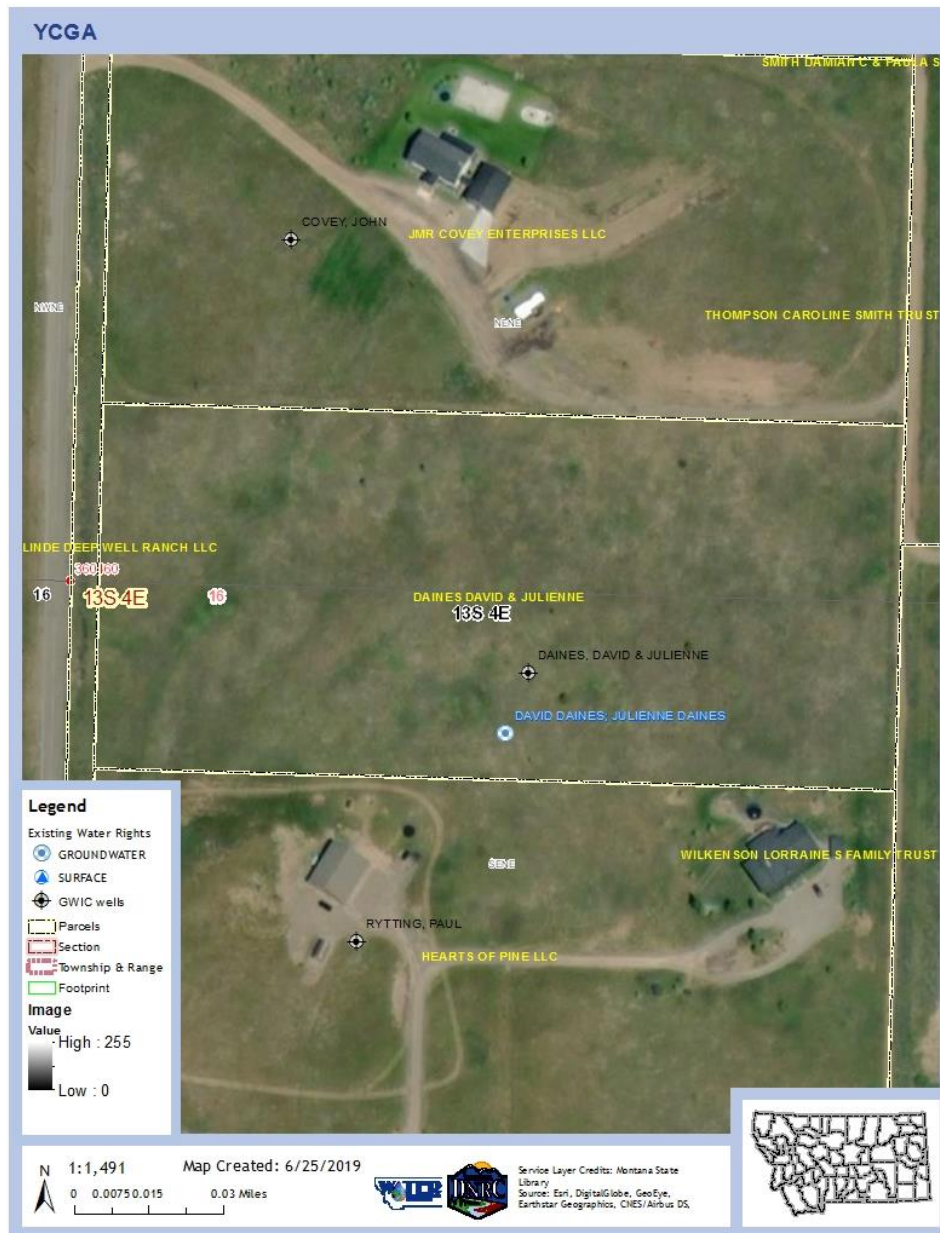 YCGA
SMITH DAMIAN C & PAULA S
COVEY, JOHN
JMR COVEY ENTERPRISES LLC
NWNE
THOMPSON CAROLINE SMITH TRUST
NENE
LINDE DEEP WELL RANCH LLC
16
13S 4E
16
DAINES DAVID & JULIENNE
13S 4E
DAINES, DAVID & JULIENNE
DAVID DAINES; JULIENNE DAINES
WILKENSON LORRAINE S FAMILY TRUST
SENE
RYTTING, PAUL
HEARTS OF PINE LLC
Legend
Existing Water Rights
GROUNDWATER
SURFACE
GWIC wells
Parcels
Section
Township & Range
Footprint
Image
Value
High : 255
Low : 0
N
1:1,491
Map Created: 6/25/2019
0 0.0075 0.015 0.03 Miles
WATER
DNRC
Service Layer Credits: Montana State
Library
Source: Esri, DigitalGlobe, GeoEye,
Earthstar Geographics, CNES/Airbus DS,